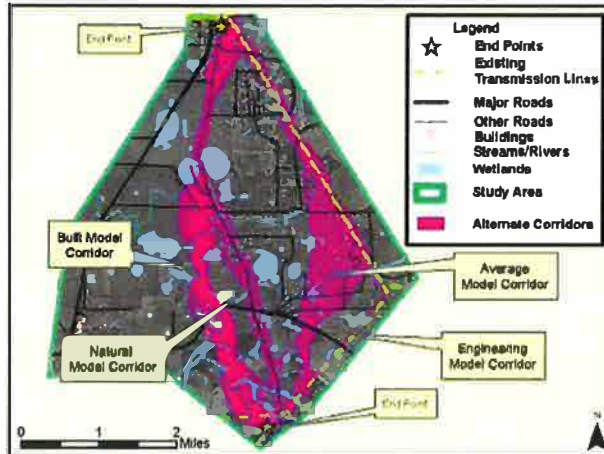 End Point
Legend
End Points
Existing
Transmission Lines
Major Roads
Other Roads
Buildings
Streams/Rivers
Wetlands
Study Area
Alternate Corridors
Built Model
Corridor
Average
Model Corridor
Natural
Model Corridor
Engineering
Model Corridor
End Point
0 1 2
Miles
N